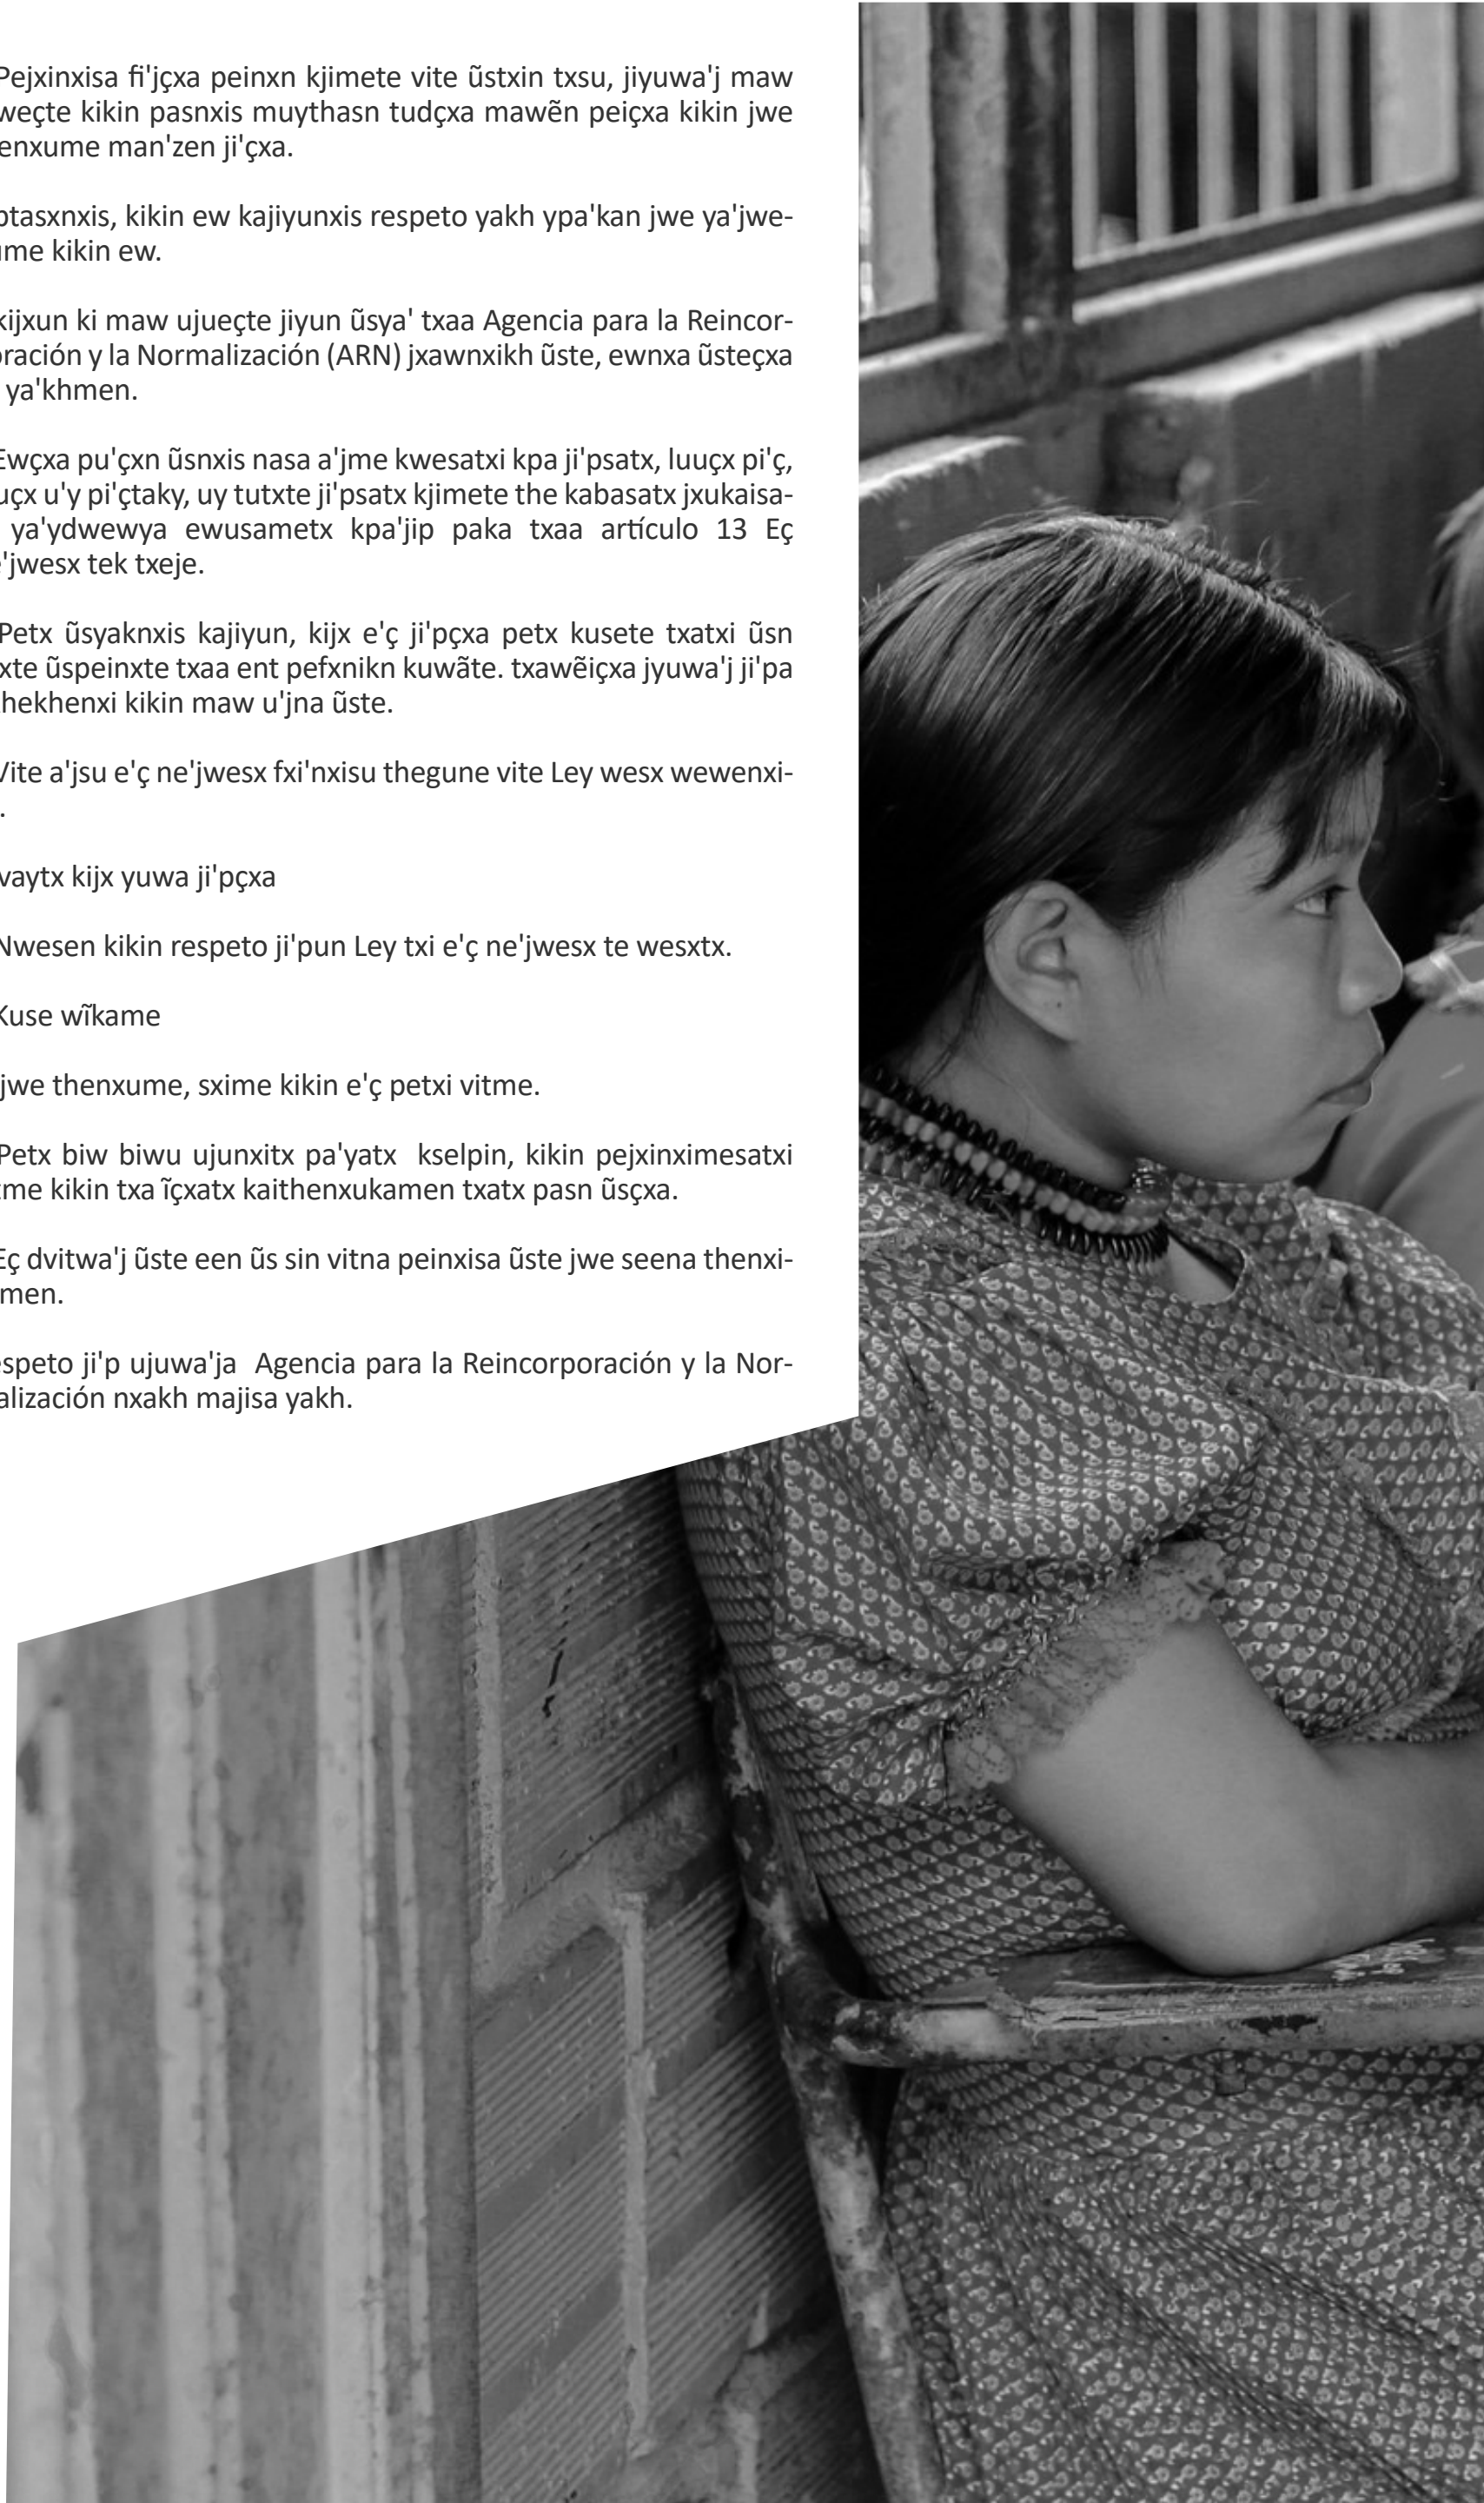 Pejxinxisa fi'jçxa peinxn kjimete vite ũstxin txsu, jiyuwa'j maw
weçte kikin pasnxis muythasn tudçxa mawẽn peiçxa kikin jwe
enxume man'zen ji'çxa.
ptasxnxis, kikin ew kajiyunxis respeto yakh ypa'kan jwe ya'jwe-
ume kikin ew.
kijxun ki maw ujueçte jiyun ũsya' txaa Agencia para la Reincor-
oración y la Normalización (ARN) jxawnxikh ũste, ewnxa ũsteçxa
ya'khmen.
Ewçxa pu'çxn ũsnxis nasa a'jme kwesatxi kpa ji'psatx, luuçx pi'ç,
uçx u'y pi'çtaky, uy tutxte ji'psatx kjimete the kabasatx jxukaisa-
ya'ydwewya ewusametx kpa'jip paka txaa artículo 13 Eç
e'jwesx tek txeje.
Petx ũsyaknxis kajiyun, kijx e'ç ji'pçxa petx kusete txatxi ũsn
xte ũspeinxte txaa ent pefxnikn kuwãte. txawẽiçxa jyuwa'j ji'pa
thekhenxi kikin maw u'jna ũste.
Vite a'jsu e'ç ne'jwesx fxi'nxisu thegune vite Ley wesx wewenxi-
.
vaytx kijx yuwa ji'pçxa
Nwesen kikin respeto ji'pun Ley txi e'ç ne'jwesx te wesxtx.
Kuse wĩkame
jwe thenxume, sxime kikin e'ç petxi vitme.
Petx biw biwu ujunxitx pa'yatx kselpin, kikin pejxinximesatxi
tme kikin txa ĩçxatx kaithenxukamen txatx pasn ũsçxa.
Eç dvitwa'j ũste een ũs sin vitna peinxisa ũste jwe seena thenxi-
men.
espeto ji'p ujuwa'ja Agencia para la Reincorporación y la Nor-
alización nxakh majisa yakh.